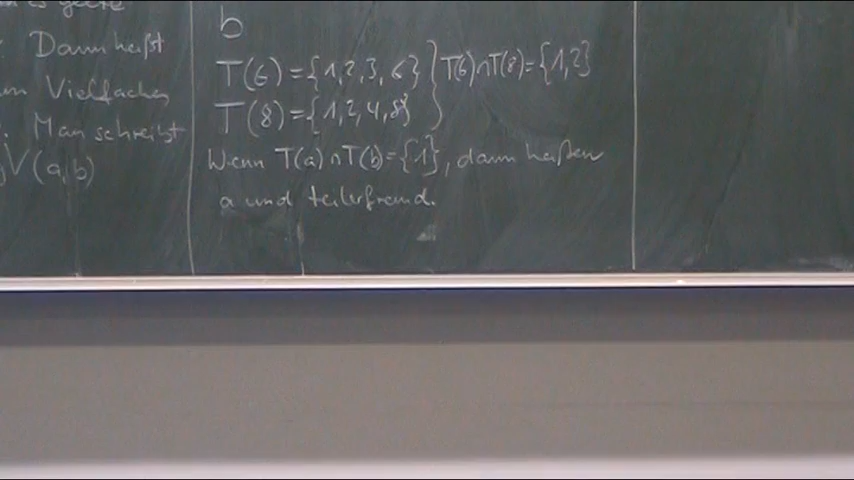 Dann heißt
Vielfaches
Man schreibt
V(a,b)
b
T(6)={1,2,3,6} T(6)∩T(8)={1,2}
T(8)={1,2,4,8}
Wenn T(a)∩T(b)={1}, dann heißen
a und teilerfremd.